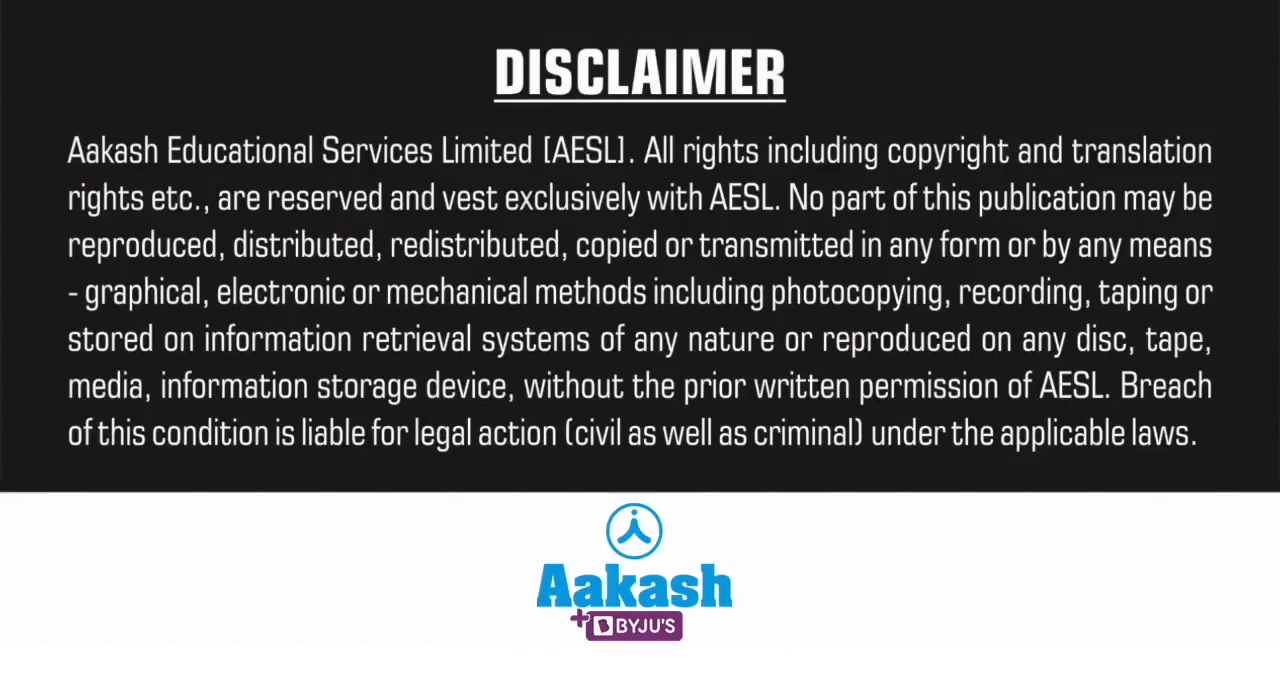 DISCLAIMER
Aakash Educational Services Limited [AESL]. All rights including copyright and translation
rights etc., are reserved and vest exclusively with AESL. No part of this publication may be
reproduced, distributed, redistributed, copied or transmitted in any form or by any means
- graphical, electronic or mechanical methods including photocopying, recording, taping or
stored on information retrieval systems of any nature or reproduced on any disc, tape,
media, information storage device, without the prior written permission of AESL. Breach
of this condition is liable for legal action (civil as well as criminal) under the applicable laws.
Aakash
+ BYJU'S